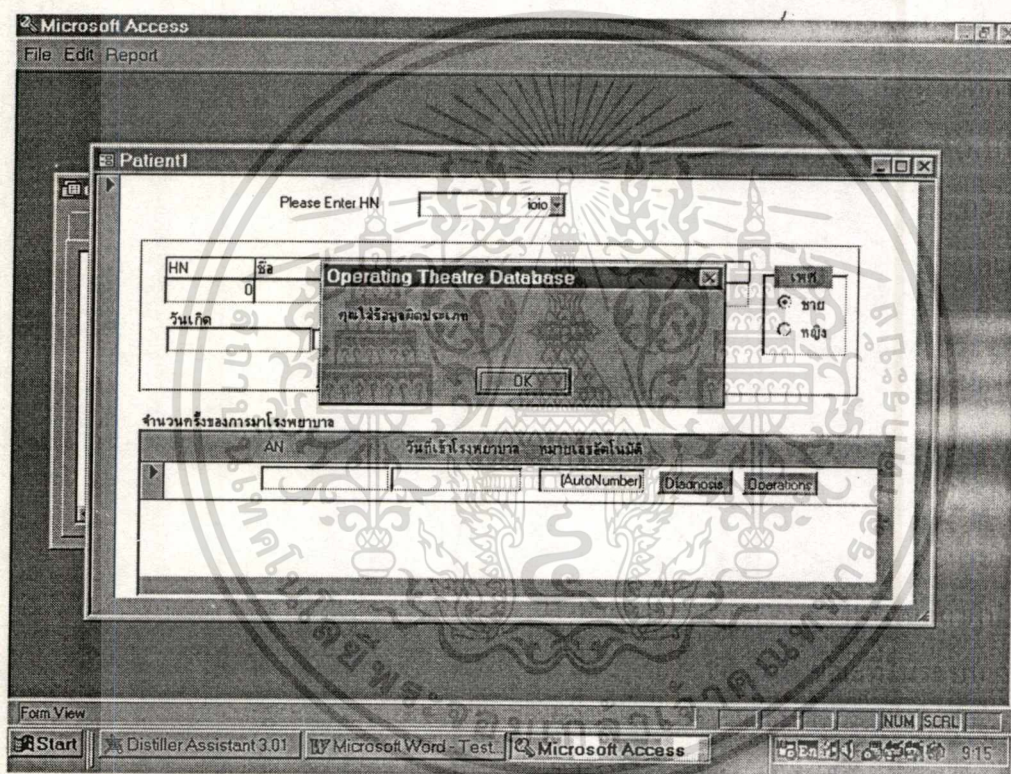 Microsoft Access
File Edit Report
Patient1
Please Enter HN ioio
HN ชื่อ
0
วันเกิด
Operating Theatre Database
คุณใส่ข้อมูลผิดประเภท
OK
เพศ
ชาย
หญิง
จำนวนครั้งของการมาโรงพยาบาล
AN วันที่เข้าโรงพยาบาล หมายเลขอัตโนมัติ
(AutoNumber) Diagnosis Operations
Form View NUM SCRL
Start Distiller Assistant 3.01 Microsoft Word - Test Microsoft Access En 9:15